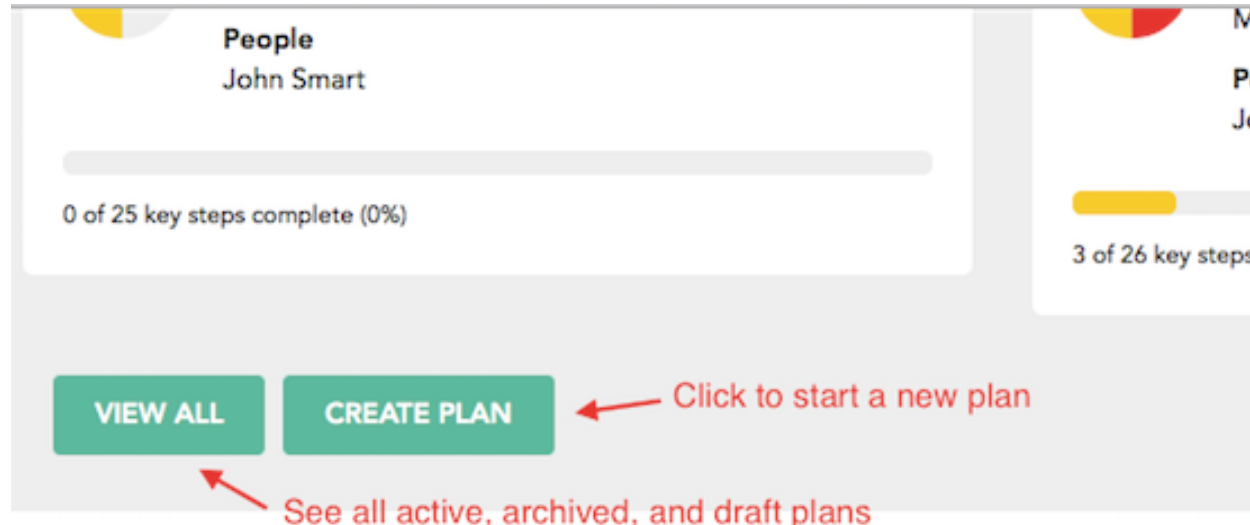 People
John Smart
0 of 25 key steps complete (0%)
3 of 26 key steps
VIEW ALL
CREATE PLAN
Click to start a new plan
See all active, archived, and draft plans